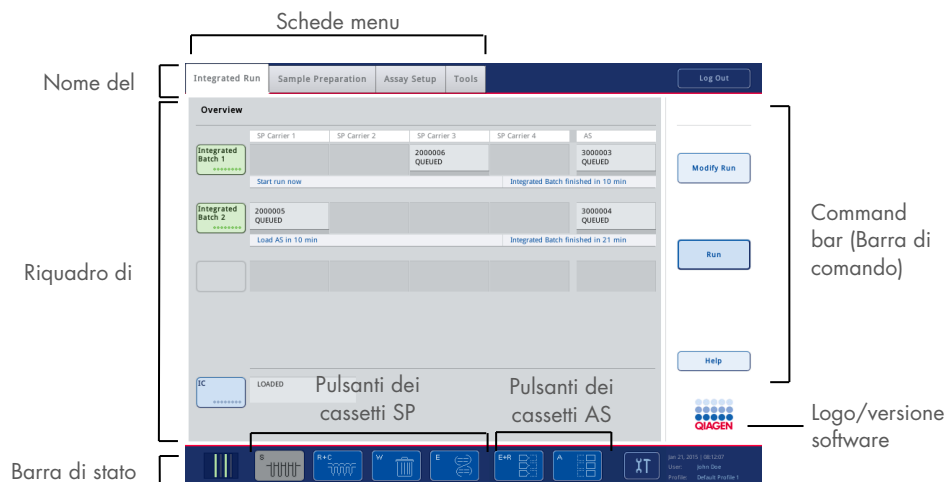 Schede menu
Nome del
Integrated Run
Sample Preparation
Assay Setup
Tools
Log Out
Riquadro di
Overview
SP Carrier 1
SP Carrier 2
SP Carrier 3
SP Carrier 4
AS
Integrated
Batch 1
2000006
QUEUED
3000003
QUEUED
Start run now
Integrated Batch finished in 10 min
Integrated
Batch 2
2000005
QUEUED
3000004
QUEUED
Load AS in 10 min
Integrated Batch finished in 21 min
IC
LOADED
Modify Run
Run
Help
Command
bar (Barra di
comando)
Pulsanti dei
cassetti SP
Pulsanti dei
cassetti AS
QIAGEN
Logo/versione
software
Barra di stato
S
R+C
W
E
E+R
A
Jan 21, 2015 | 08:12:07
User: John Doe
Profile: Default Profile 1